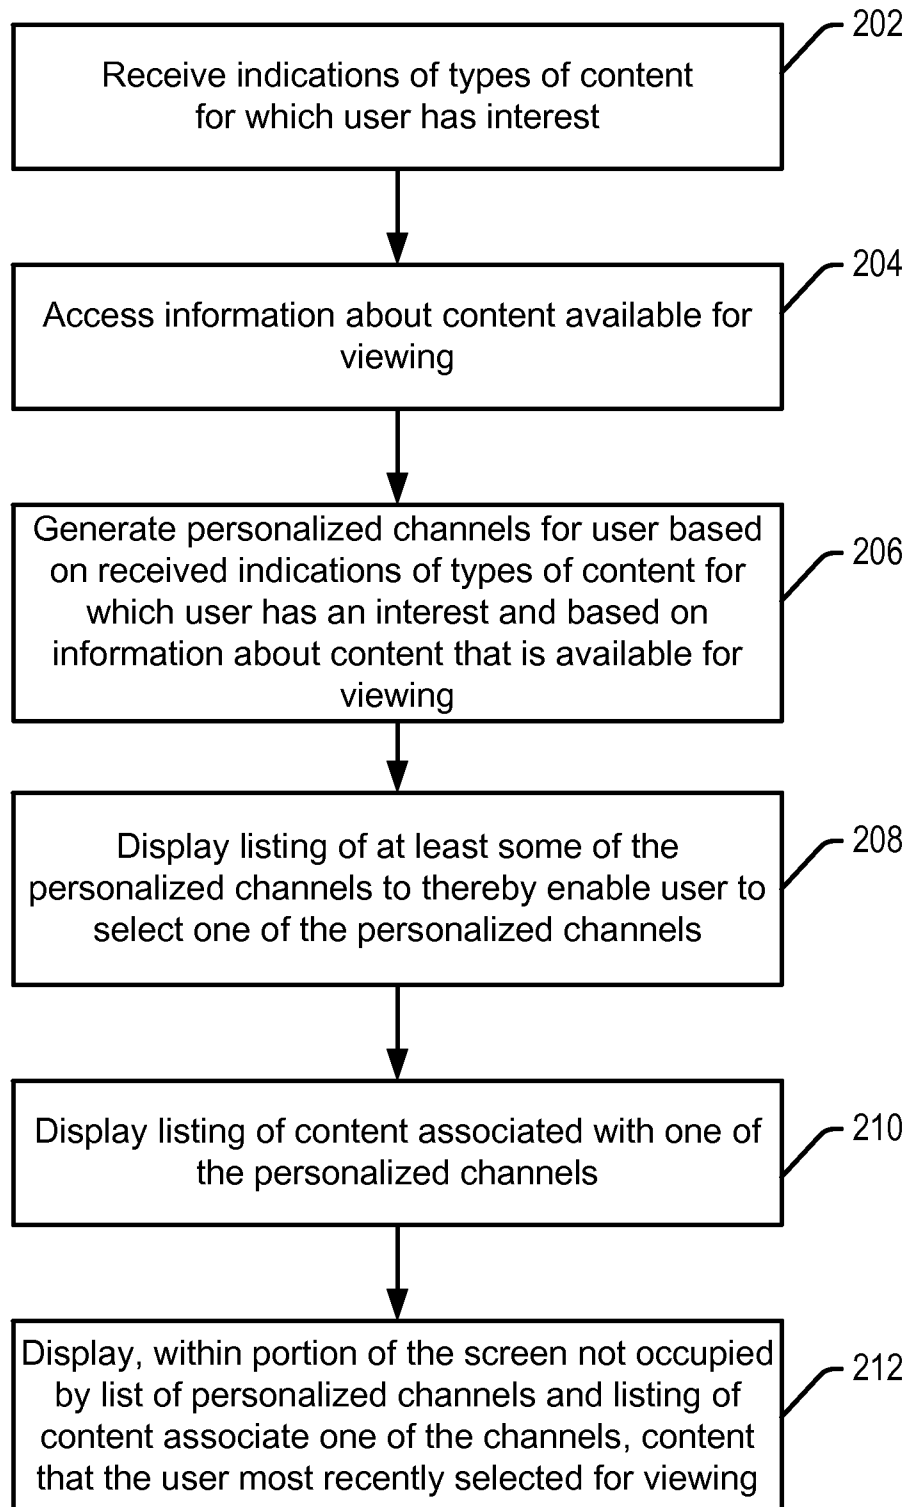 202
Receive indications of types of content
for which user has interest
204
Access information about content available for
viewing
206
Generate personalized channels for user based
on received indications of types of content for
which user has an interest and based on
information about content that is available for
viewing
208
Display listing of at least some of the
personalized channels to thereby enable user to
select one of the personalized channels
210
Display listing of content associated with one of
the personalized channels
212
Display, within portion of the screen not occupied
by list of personalized channels and listing of
content associate one of the channels, content
that the user most recently selected for viewing